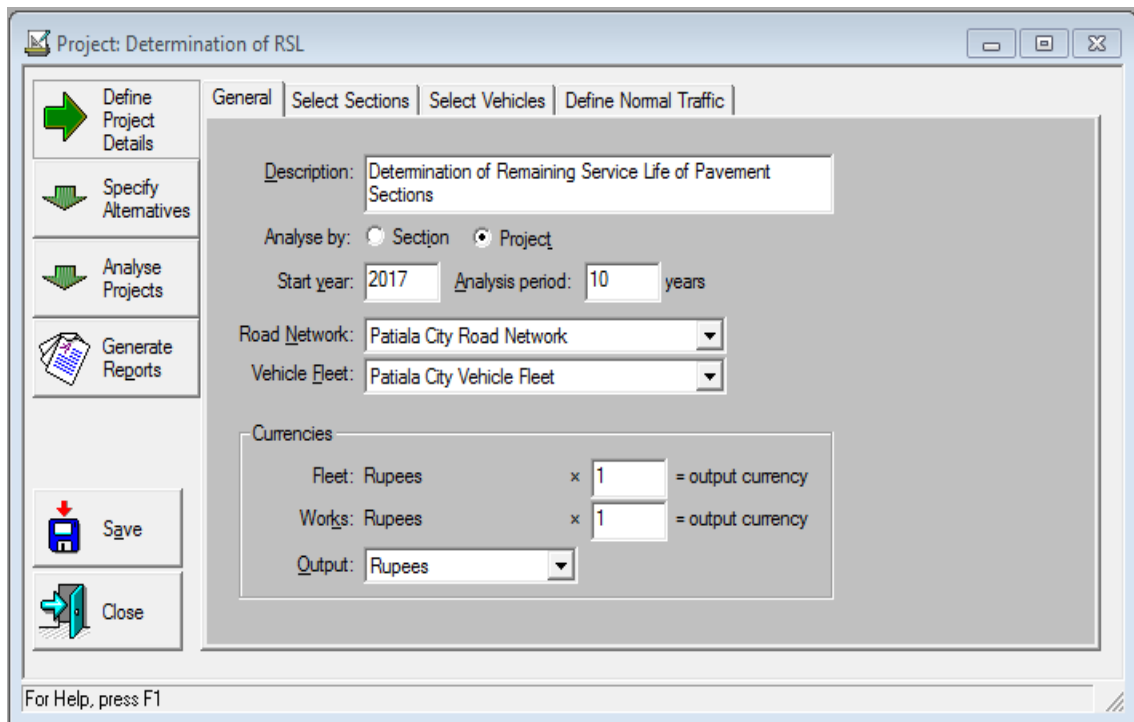 Project: Determination of RSL
Define
Project
Details
Specify
Alternatives
Analyse
Projects
Generate
Reports
Save
Close
General Select Sections Select Vehicles Define Normal Traffic
Description: Determination of Remaining Service Life of Pavement
Sections
Analyse by: Section Project
Start year: 2017 Analysis period: 10 years
Road Network: Patiala City Road Network
Vehicle Fleet: Patiala City Vehicle Fleet
Currencies
Fleet: Rupees × 1 = output currency
Works: Rupees × 1 = output currency
Output: Rupees
For Help, press F1